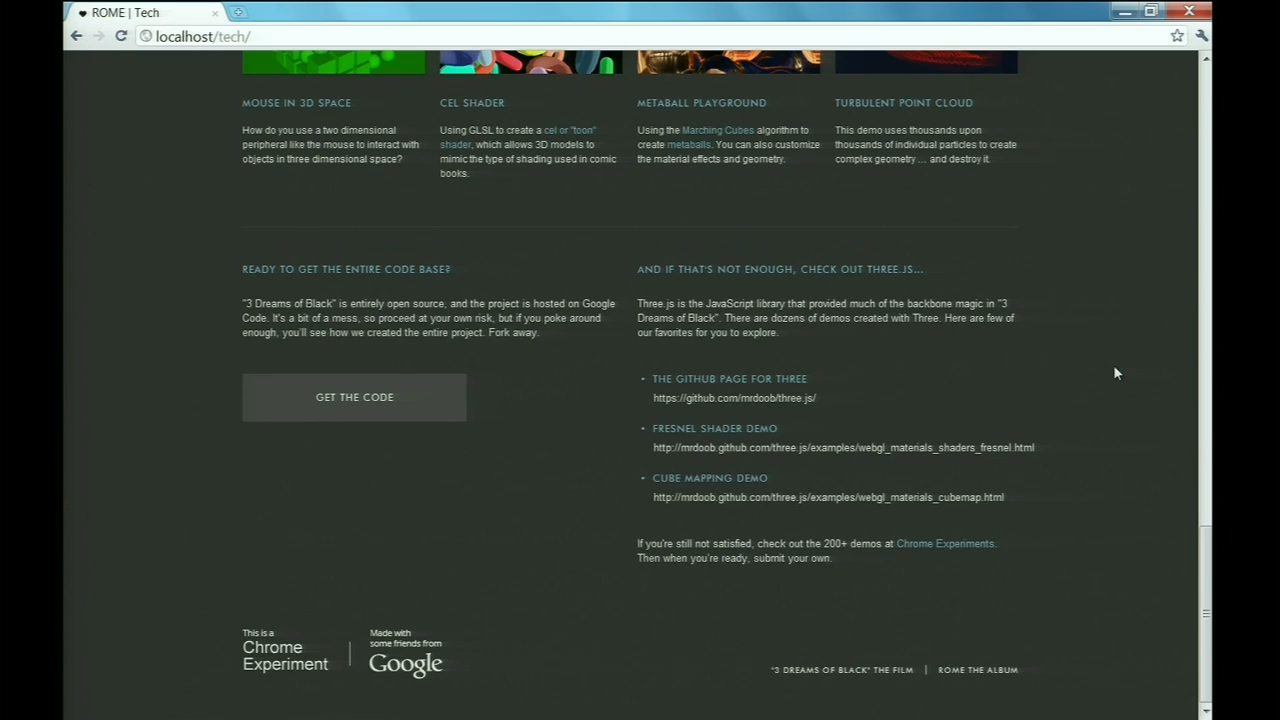 ROME | Tech
localhost/tech/
MOUSE IN 3D SPACE
How do you use a two dimensional
peripheral like the mouse to interact with
objects in three dimensional space?
CEL SHADER
Using GLSL to create a cel or "toon"
shader, which allows 3D models to
mimic the type of shading used in comic
books.
METABALL PLAYGROUND
Using the Marching Cubes algorithm to
create metaballs. You can also customize
the material effects and geometry.
TURBULENT POINT CLOUD
This demo uses thousands upon
thousands of individual particles to create
complex geometry ... and destroy it.
READY TO GET THE ENTIRE CODE BASE?
"3 Dreams of Black" is entirely open source, and the project is hosted on Google
Code. It's a bit of a mess, so proceed at your own risk, but if you poke around
enough, you'll see how we created the entire project. Fork away.
GET THE CODE
AND IF THAT'S NOT ENOUGH, CHECK OUT THREE.JS...
Three.js is the JavaScript library that provided much of the backbone magic in "3
Dreams of Black". There are dozens of demos created with Three. Here are few of
our favorites for you to explore.
• THE GITHUB PAGE FOR THREE
https://github.com/mrdoob/three.js/
• FRESNEL SHADER DEMO
http://mrdoob.github.com/three.js/examples/webgl_materials_shaders_fresnel.html
• CUBE MAPPING DEMO
http://mrdoob.github.com/three.js/examples/webgl_materials_cubemap.html
If you're still not satisfied, check out the 200+ demos at Chrome Experiments.
Then when you're ready, submit your own.
This is a
Chrome
Experiment
Made with
some friends from
Google
"3 DREAMS OF BLACK" THE FILM | ROME THE ALBUM